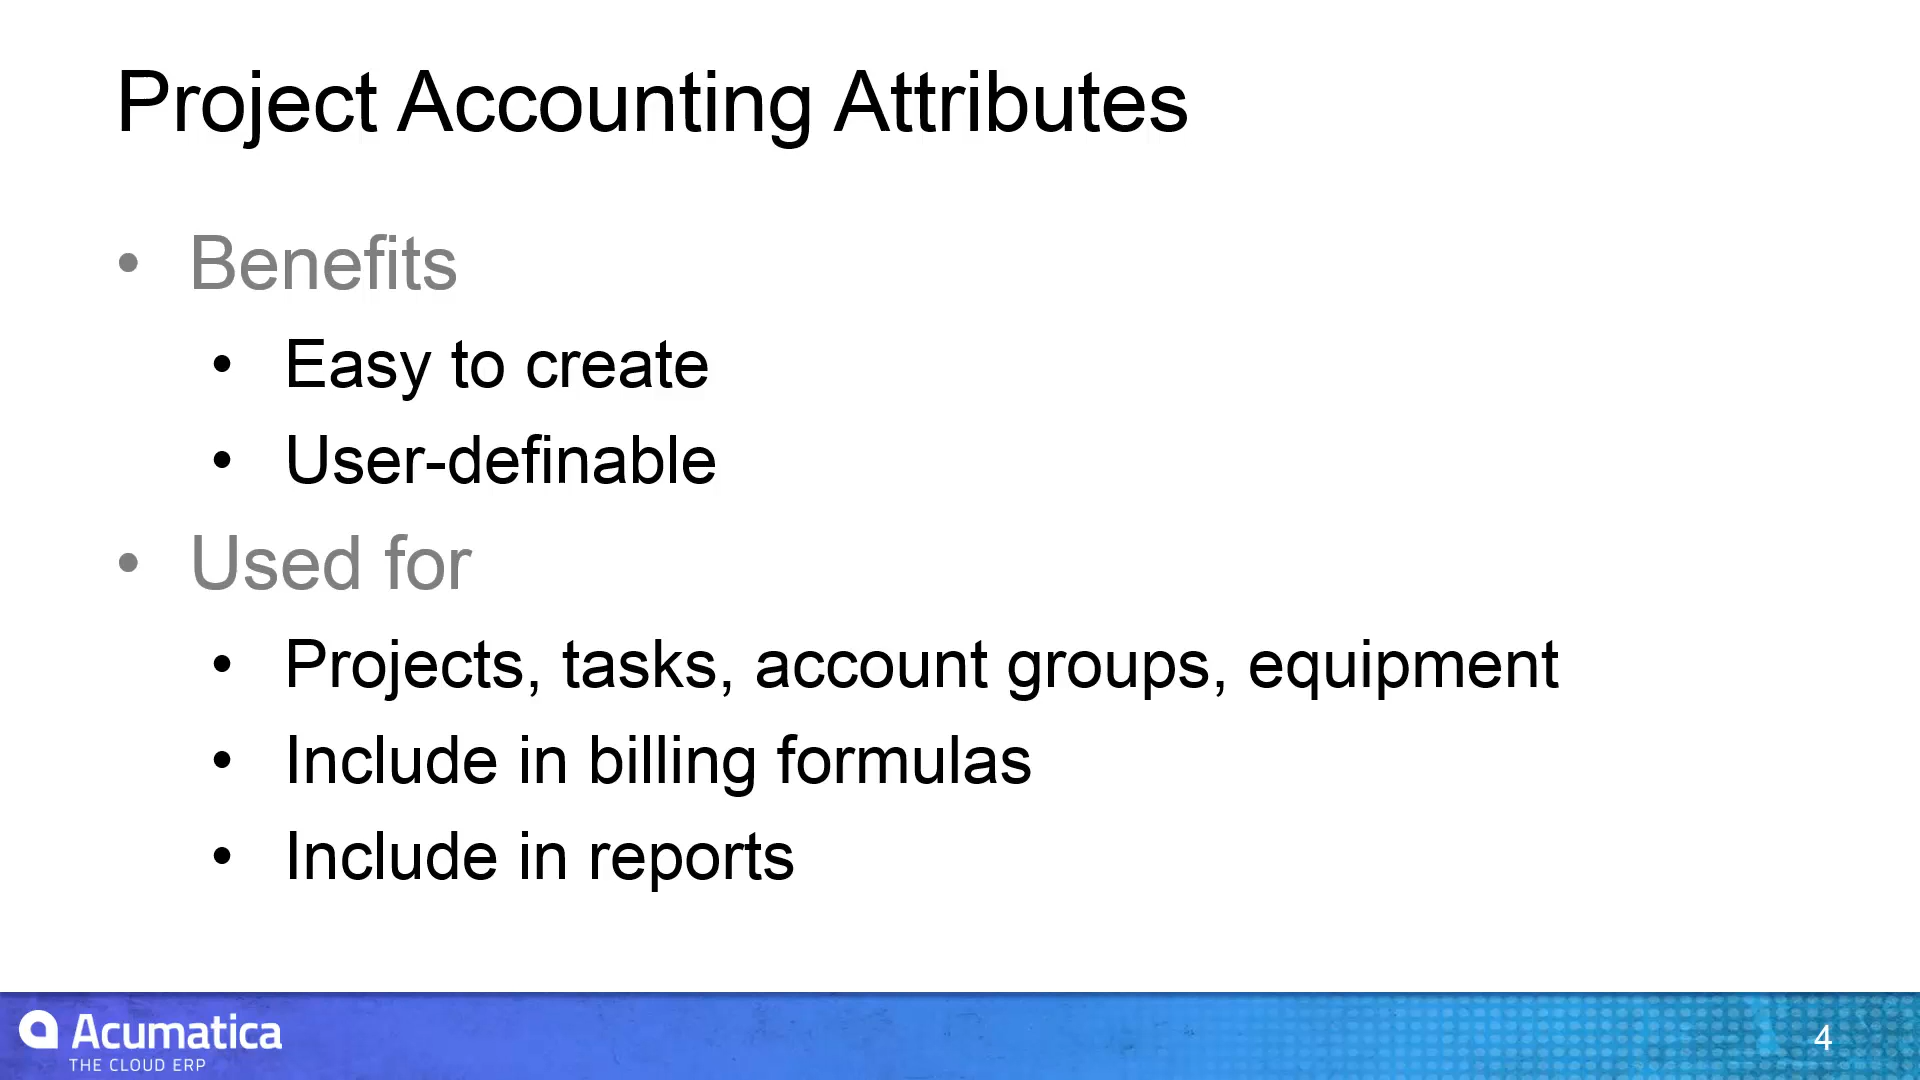 Project Accounting Attributes
• Benefits
• Easy to create
• User-definable
• Used for
• Projects, tasks, account groups, equipment
• Include in billing formulas
• Include in reports
Acumatica
THE CLOUD ERP
4